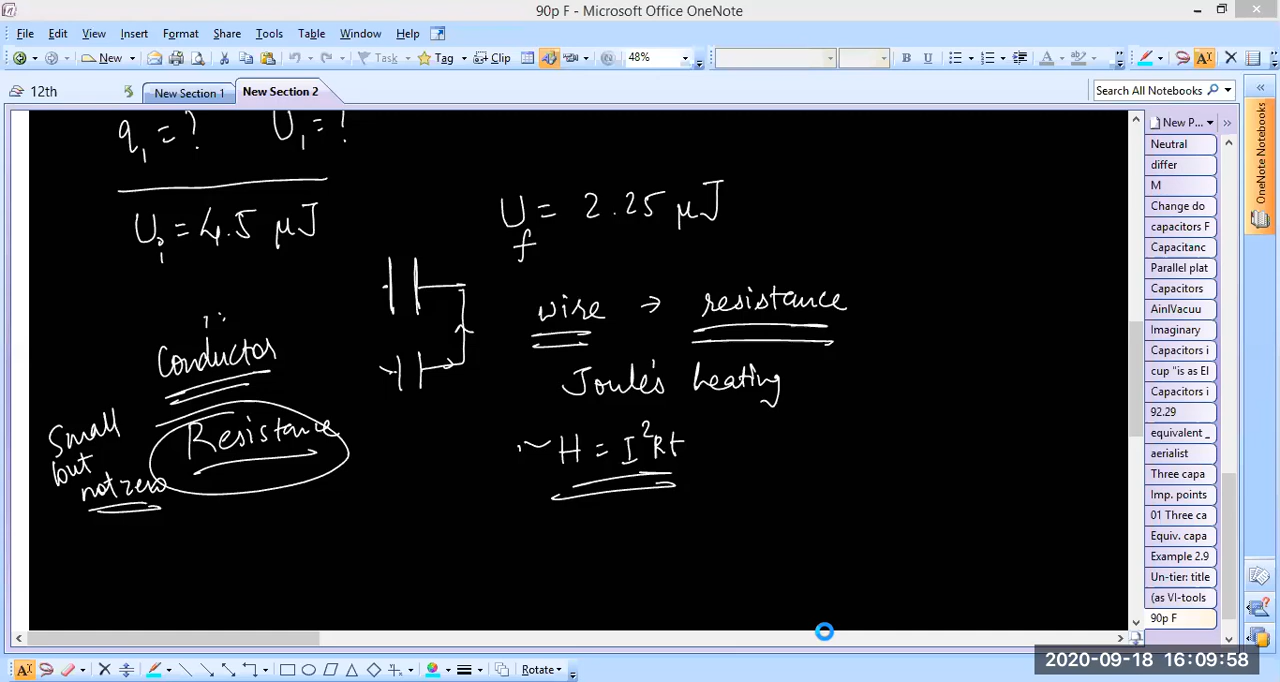 90p F - Microsoft Office OneNote
File Edit View Insert Format Share Tools Table Window Help
New Task Tag Clip 48% B U A ab
12th New Section 1 New Section 2 Search All Notebooks
q₁ = ? U₁ = ?
Uᵢ = 4.5 μJ
U_f = 2.25 μJ
wire → resistance
Joule's heating
H = I²Rt
Conductor
Resistance
Small
but
not zero
New P...
Neutral
differ
M
Change do
capacitors F
Capacitanc
Parallel plat
Capacitors
AinlVacuu
Imaginary
Capacitors i
cup "is as El
Capacitors i
92.29
equivalent _
aerialist
Three capa
Imp. points
01 Three ca
Equiv. capa
Example 2.9
Un-tier: title
(as VI-tools
90p F
OneNote Notebooks
Rotate
2020-09-18 16:09:58